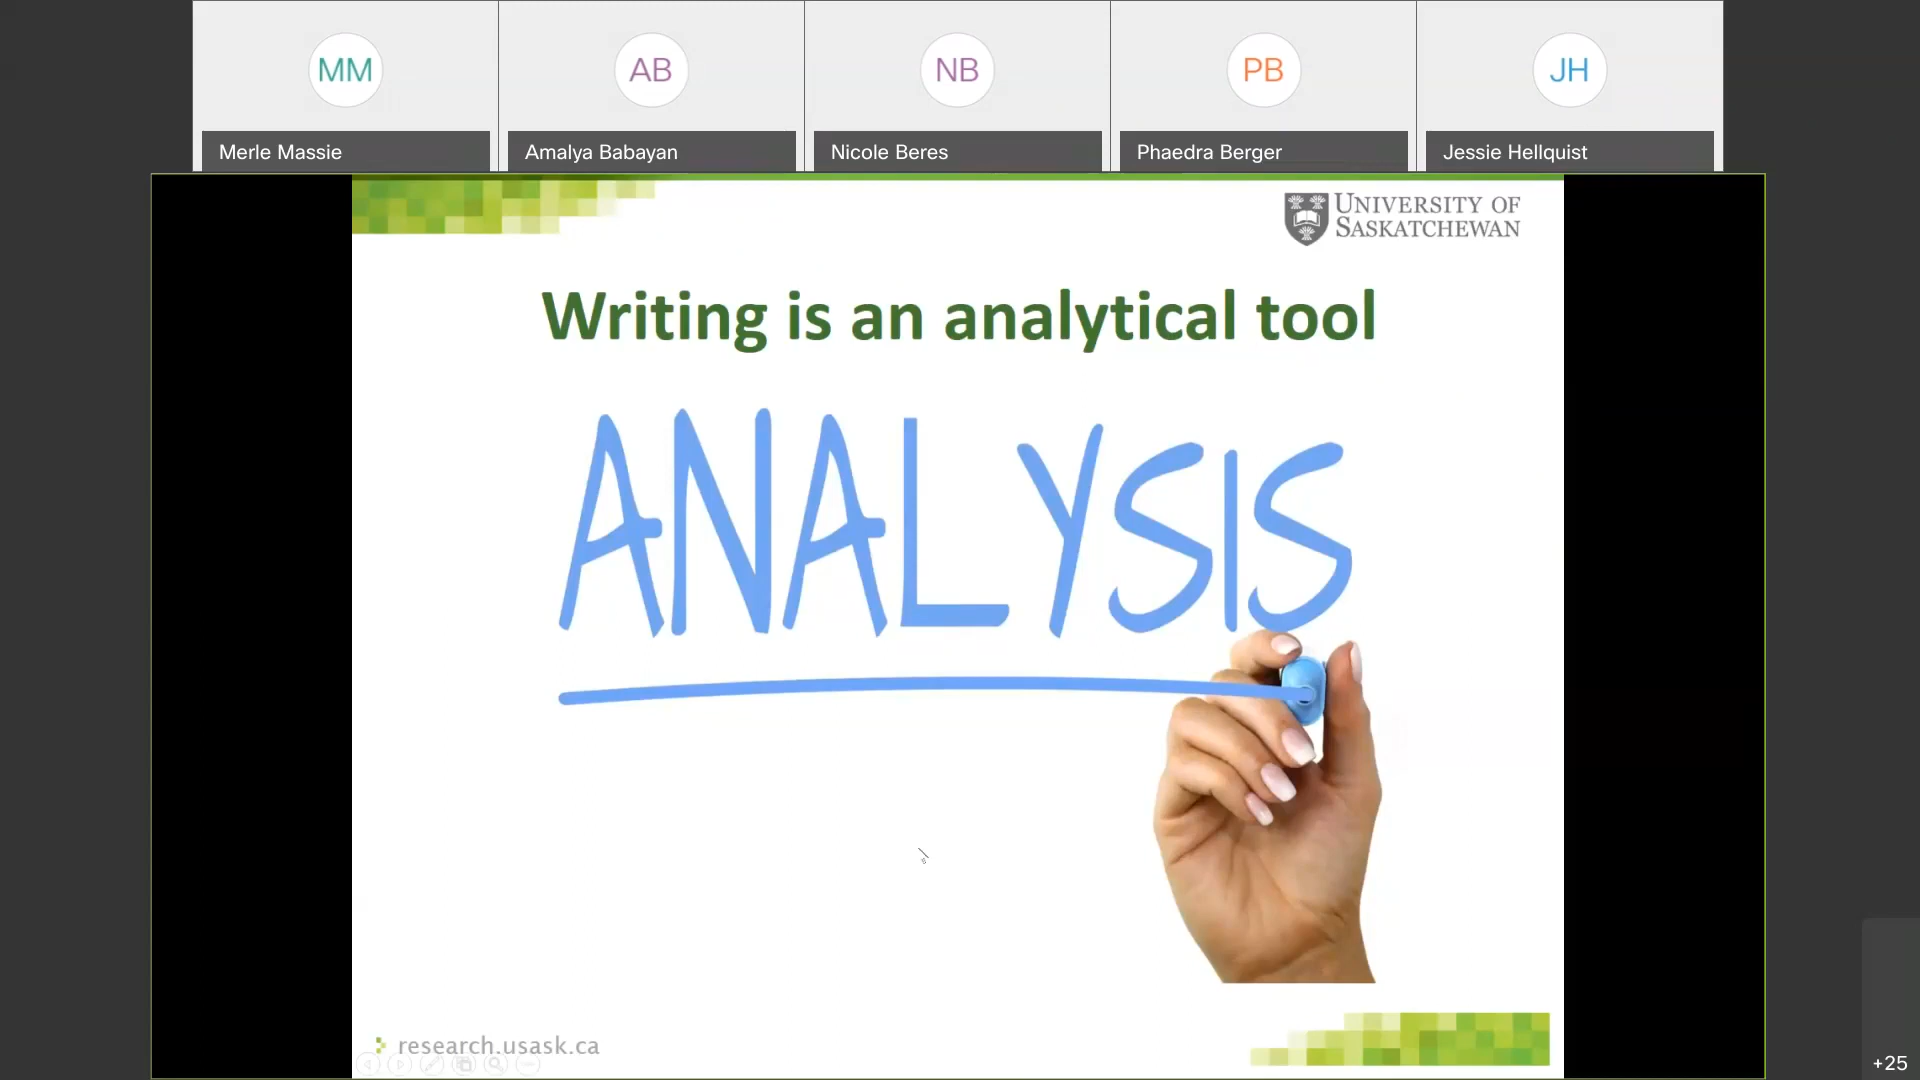 MM AB NB PB JH
Merle Massie Amalya Babayan Nicole Beres Phaedra Berger Jessie Hellquist
UNIVERSITY OF
SASKATCHEWAN
Writing is an analytical tool
ANALYSIS
research.usask.ca
+25